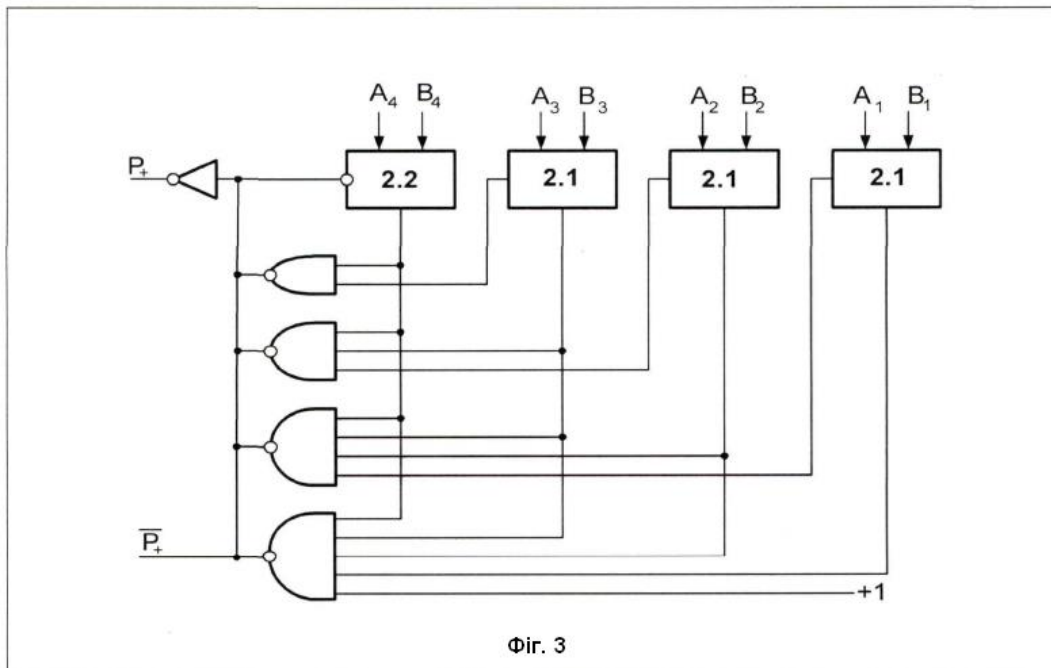 A₄ B₄ A₃ B₃ A₂ B₂ A₁ B₁
P₊ 2.2 2.1 2.1 2.1
P̅₊ +1
Фіг. 3